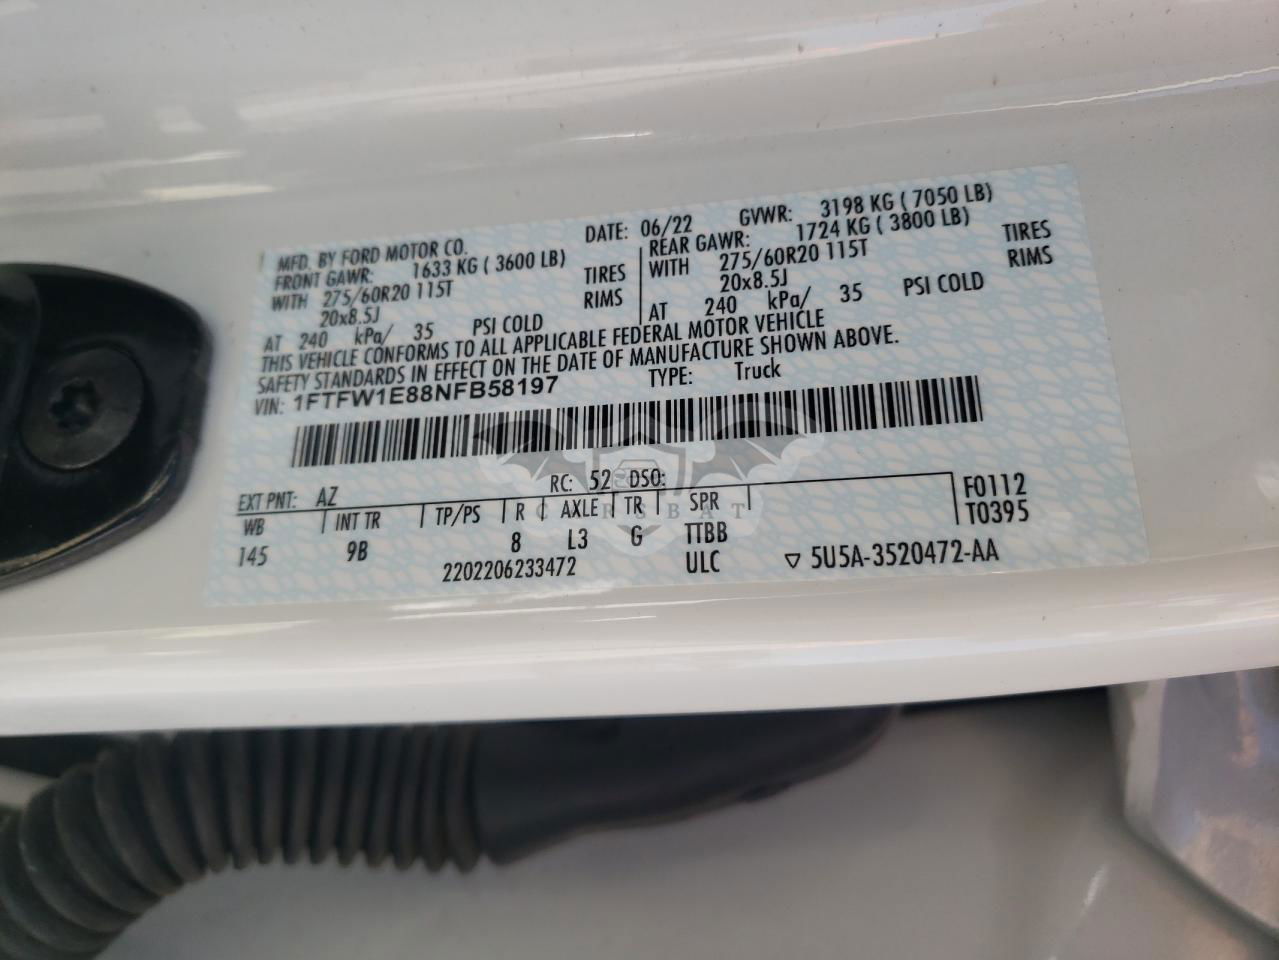 MFD. BY FORD MOTOR CO. DATE: 06/22 GVWR: 3198 KG ( 7050 LB)
FRONT GAWR: 1633 KG ( 3600 LB) REAR GAWR: 1724 KG ( 3800 LB)
WITH 275/60R20 115T TIRES WITH 275/60R20 115T TIRES
20x8.5J RIMS 20x8.5J RIMS
AT 240 kPa/ 35 PSI COLD AT 240 kPa/ 35 PSI COLD
THIS VEHICLE CONFORMS TO ALL APPLICABLE FEDERAL MOTOR VEHICLE
SAFETY STANDARDS IN EFFECT ON THE DATE OF MANUFACTURE SHOWN ABOVE.
VIN: 1FTFW1E88NFB58197 TYPE: Truck
EXT PNT: AZ RC: 52 DSO:
WB INT TR TP/PS R AXLE TR SPR F0112
145 9B 8 L3 G TTBB T0395
2202206233472 ULC ▽ 5U5A-3520472-AA
CARSBAT